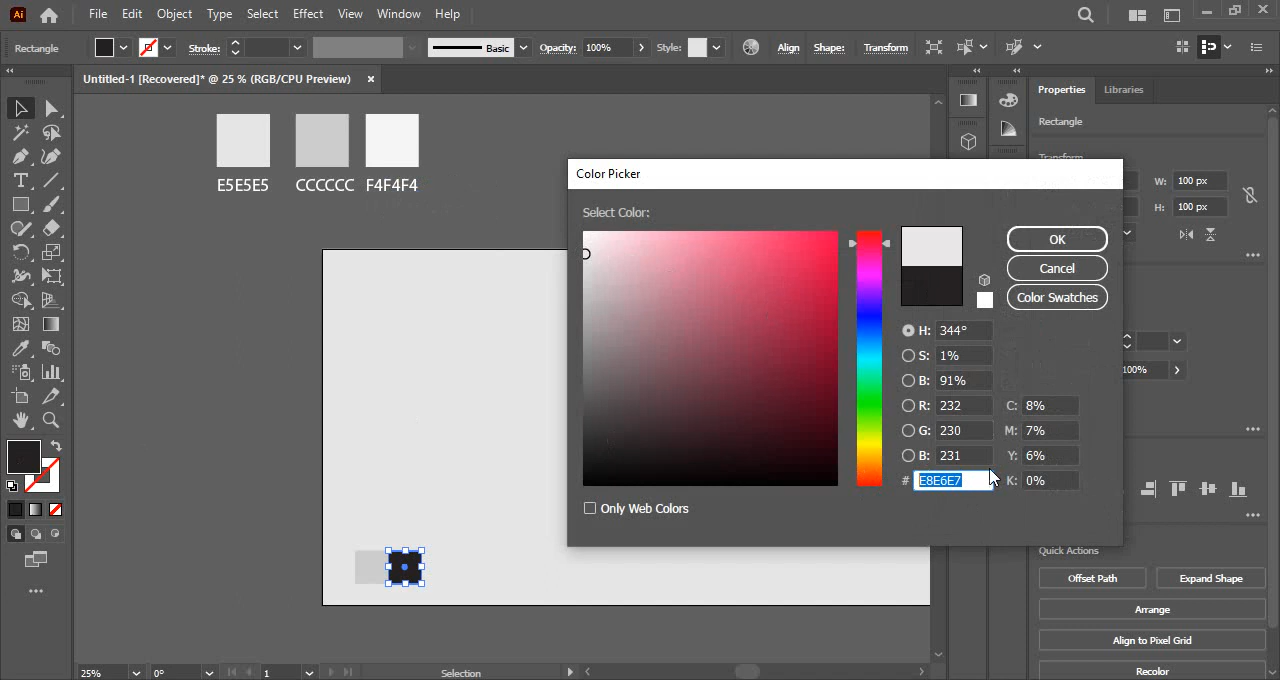 Ai File Edit Object Type Select Effect View Window Help
Rectangle Stroke: Basic Opacity: 100% Style: Align Shape: Transform
Untitled-1 [Recovered]* @ 25 % (RGB/CPU Preview) ×
Properties Libraries
Rectangle
Transform
W: 100 px
H: 100 px
E5E5E5 CCCCCC F4F4F4
Color Picker
Select Color:
OK
Cancel
Color Swatches
H: 344°
S: 1%
B: 91%
R: 232 C: 8%
G: 230 M: 7%
B: 231 Y: 6%
# E8E6E7 K: 0%
Only Web Colors
100%
Quick Actions
Offset Path Expand Shape
Arrange
Align to Pixel Grid
Recolor
25% 0° 1 Selection